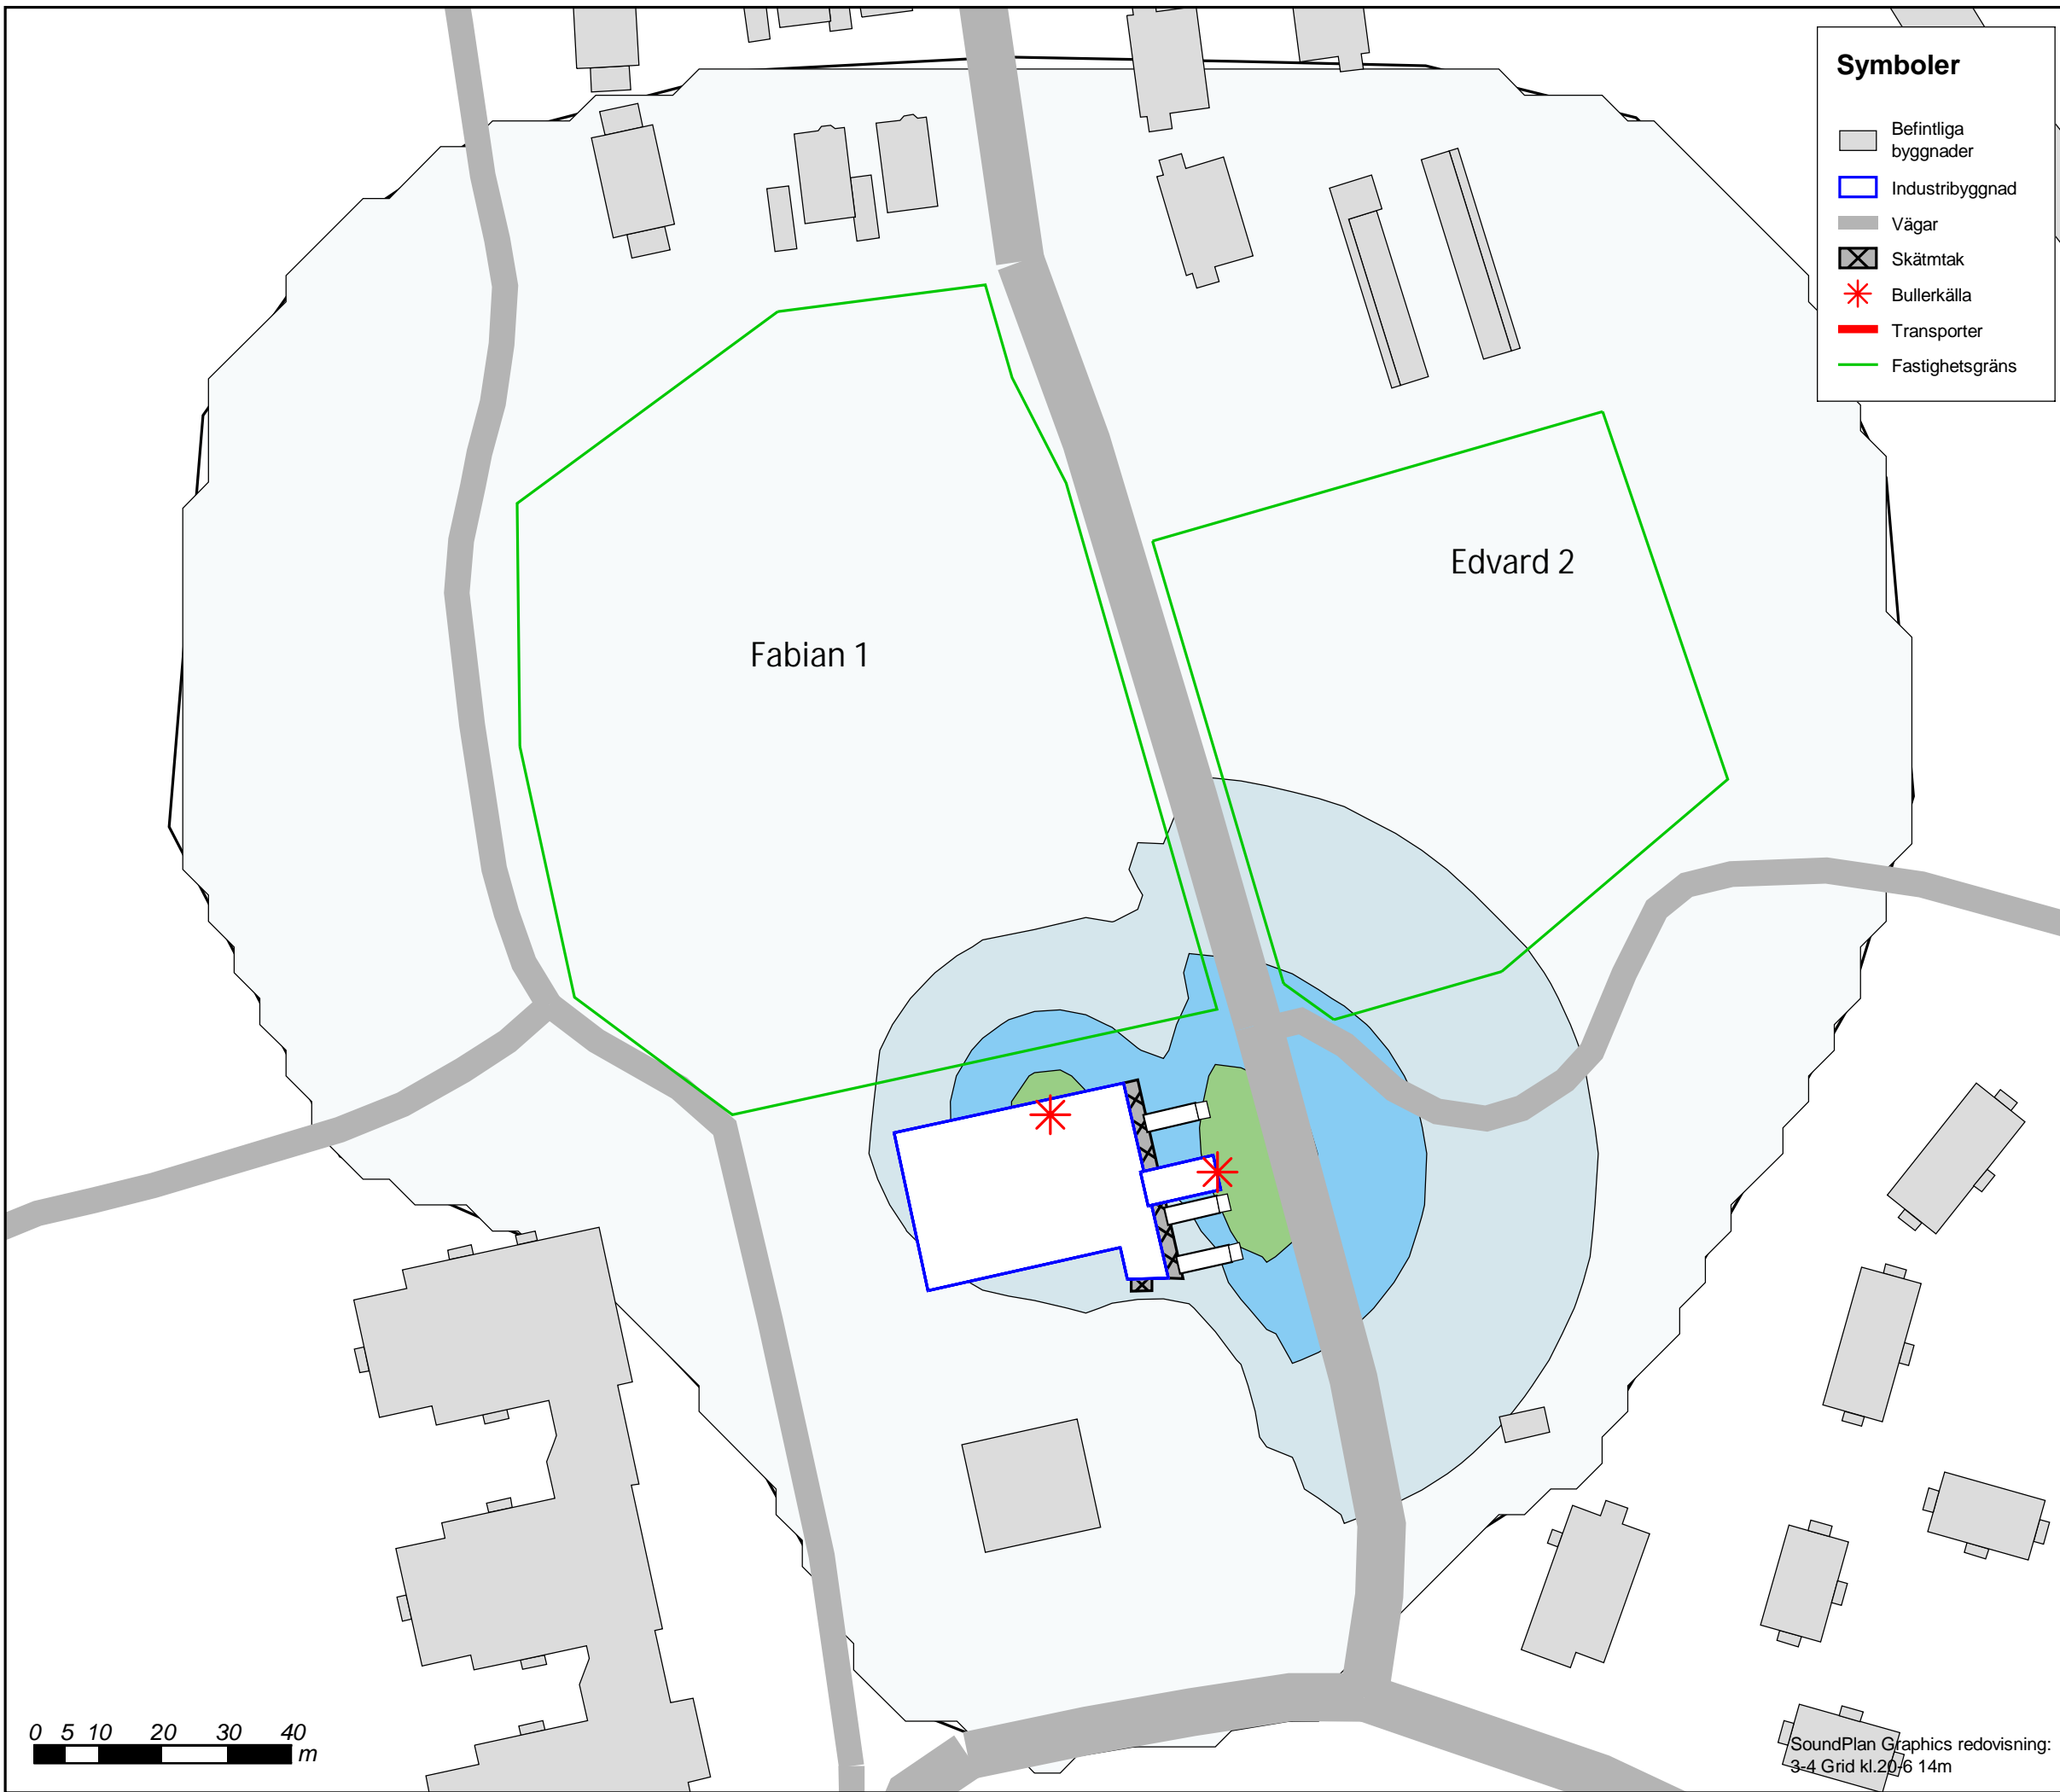 Symboler
Befintliga
byggnader
Industribyggnad
Vägar
Skätmtak
Bullerkälla
Transporter
Fastighetsgräns
Edvard 2
Fabian 1
0 5 10 20 30 40
m
SoundPlan Graphics redovisning:
3-4 Grid kl.20-6 14m